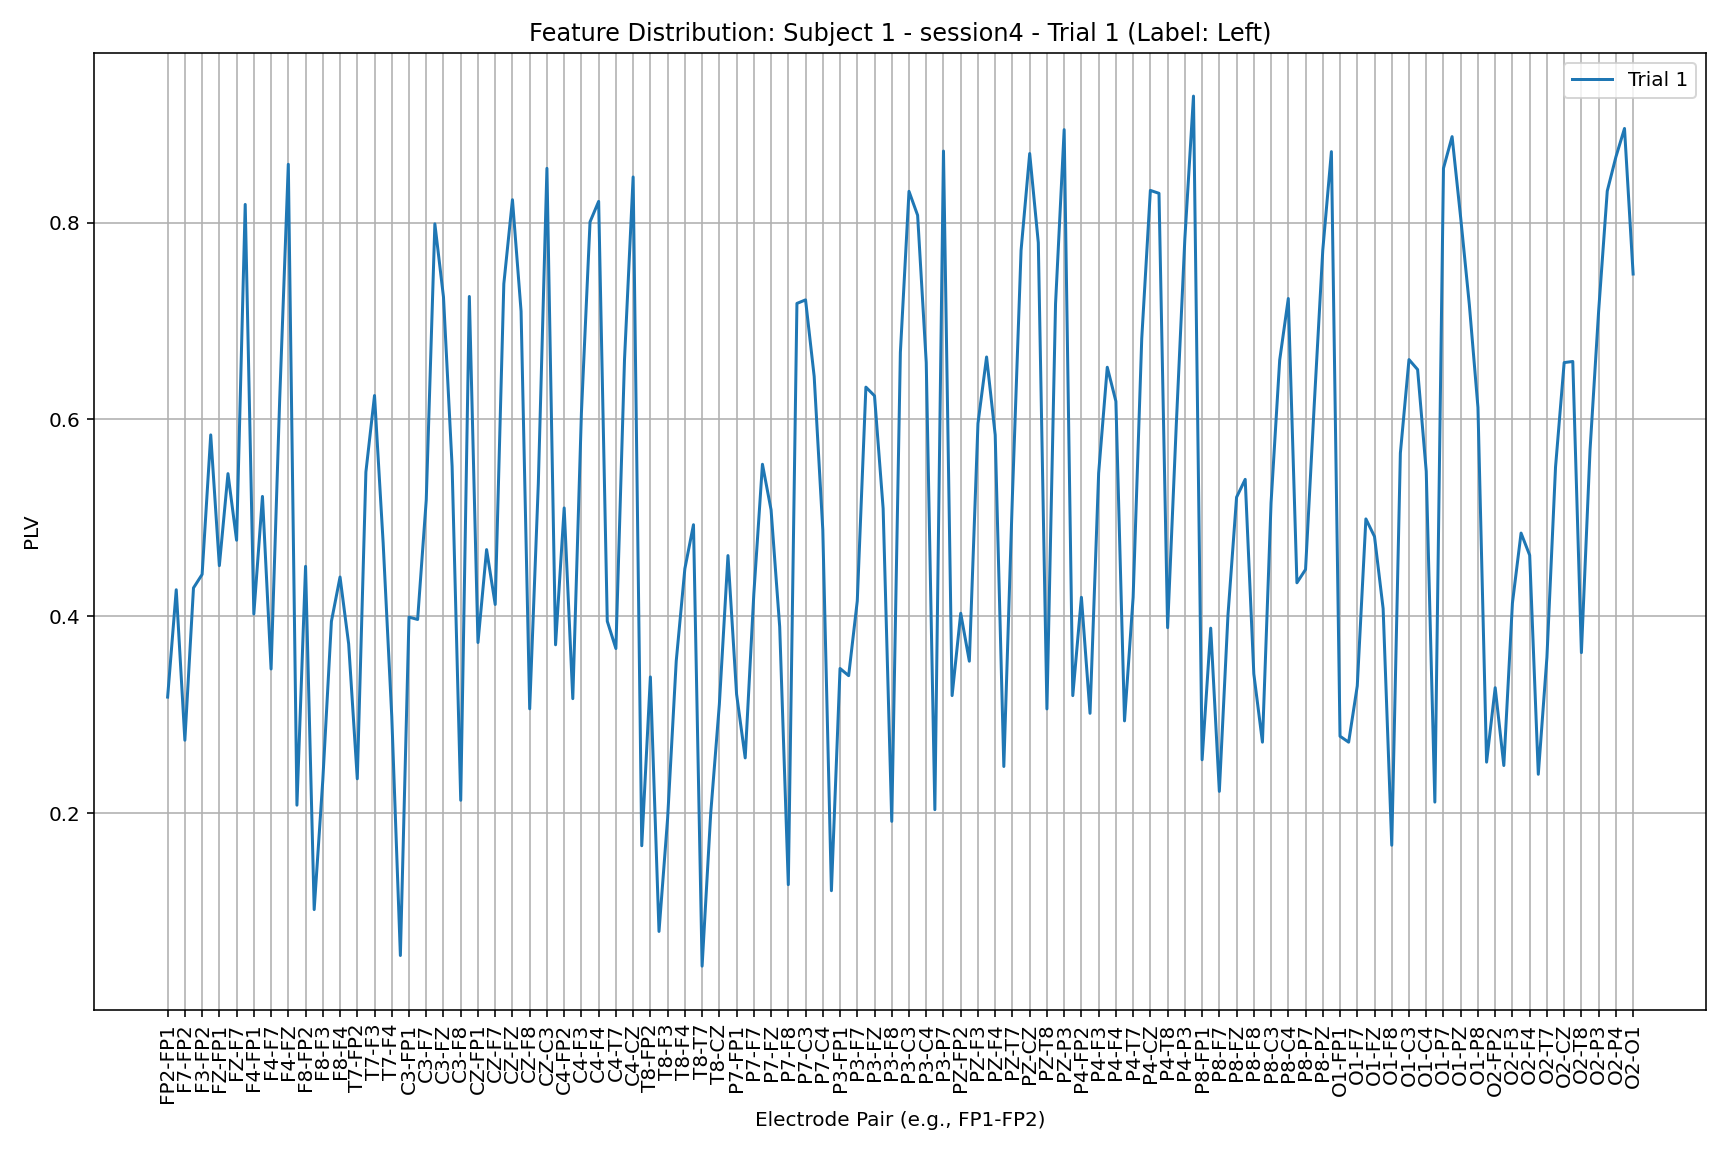 Feature Distribution: Subject 1 - session4 - Trial 1 (Label: Left)
Trial 1
PLV
0.8
0.6
0.4
0.2
FP2-FP1
F7-FP2
F3-FP2
FZ-FP1
FZ-F7
F4-FP1
F4-F7
F4-FZ
F8-FP2
F8-F3
F8-F4
T7-FP2
T7-F3
T7-F4
C3-FP1
C3-F7
C3-FZ
C3-F8
CZ-FP1
CZ-F7
CZ-FZ
CZ-F8
CZ-C3
C4-FP2
C4-F3
C4-F4
C4-T7
C4-CZ
T8-FP2
T8-F3
T8-F4
T8-T7
T8-CZ
P7-FP1
P7-F7
P7-FZ
P7-F8
P7-C3
P7-C4
P3-FP1
P3-F7
P3-FZ
P3-F8
P3-C3
P3-C4
P3-P7
PZ-FP2
PZ-F3
PZ-F4
PZ-T7
PZ-CZ
PZ-T8
PZ-P3
P4-FP2
P4-F3
P4-F4
P4-T7
P4-CZ
P4-T8
P4-P3
P8-FP1
P8-F7
P8-FZ
P8-F8
P8-C3
P8-C4
P8-P7
P8-PZ
O1-FP1
O1-F7
O1-FZ
O1-F8
O1-C3
O1-C4
O1-P7
O1-PZ
O1-P8
O2-FP2
O2-F3
O2-F4
O2-T7
O2-CZ
O2-T8
O2-P3
O2-P4
O2-O1
Electrode Pair (e.g., FP1-FP2)